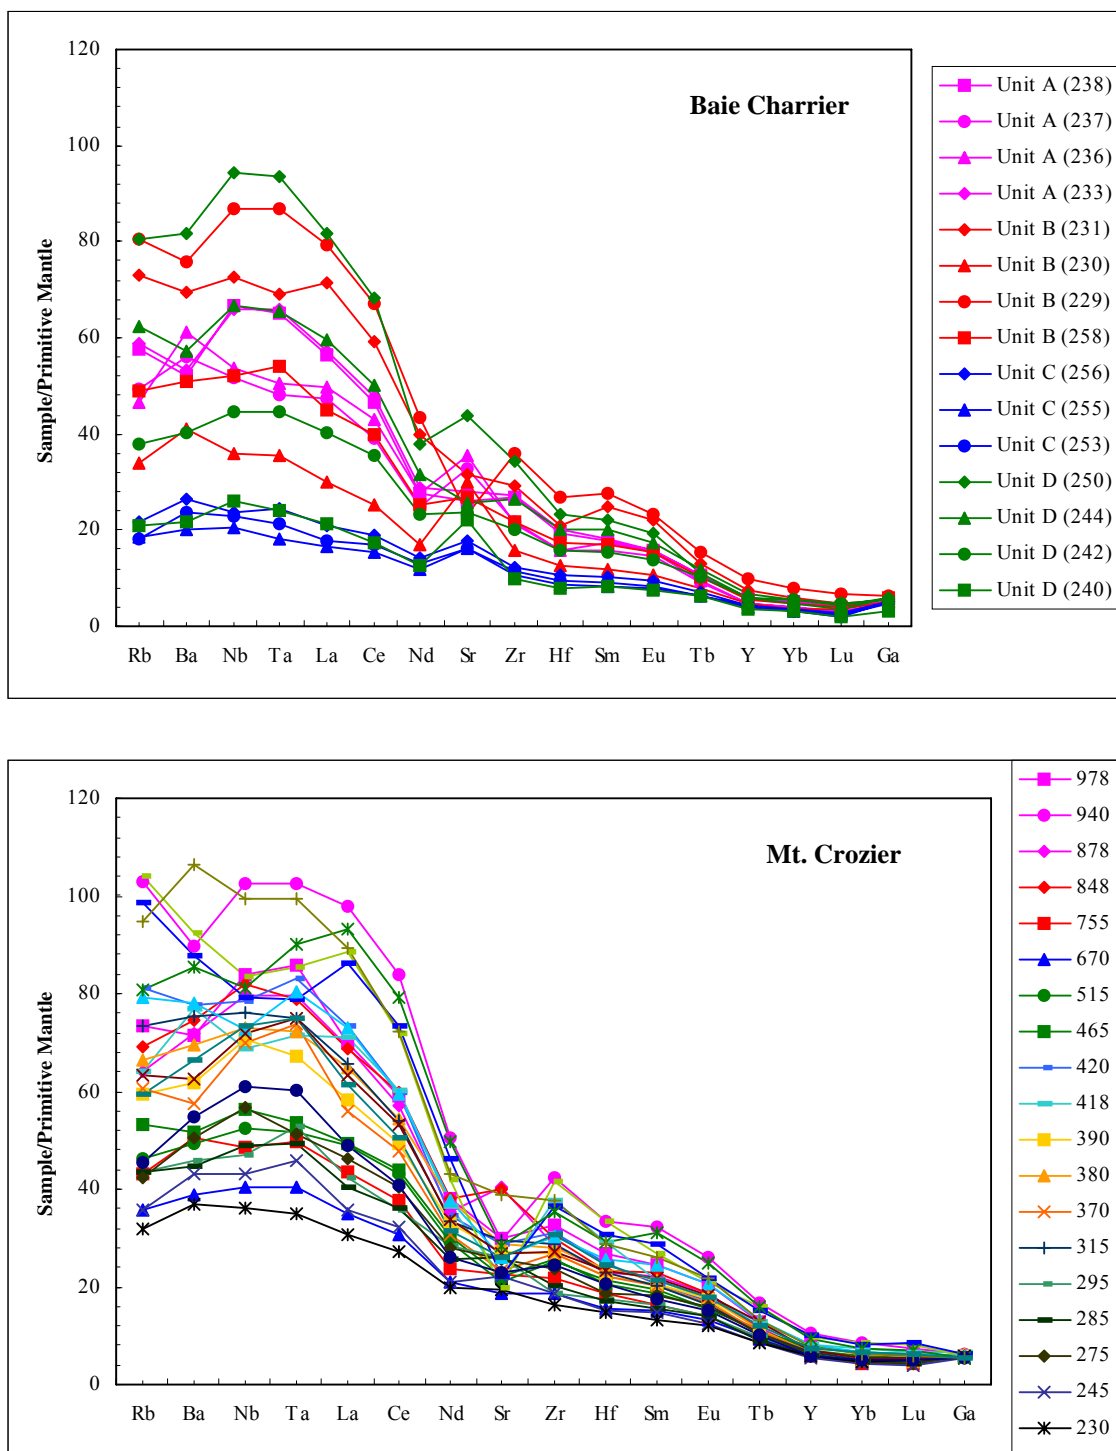 120
100
80
60
40
20
0
Sample/Primitive Mantle
Baie Charrier
Rb Ba Nb Ta La Ce Nd Sr Zr Hf Sm Eu Tb Y Yb Lu Ga
Unit A (238)
Unit A (237)
Unit A (236)
Unit A (233)
Unit B (231)
Unit B (230)
Unit B (229)
Unit B (258)
Unit C (256)
Unit C (255)
Unit C (253)
Unit D (250)
Unit D (244)
Unit D (242)
Unit D (240)
120
100
80
60
40
20
0
Sample/Primitive Mantle
Mt. Crozier
Rb Ba Nb Ta La Ce Nd Sr Zr Hf Sm Eu Tb Y Yb Lu Ga
978
940
878
848
755
670
515
465
420
418
390
380
370
315
295
285
275
245
230